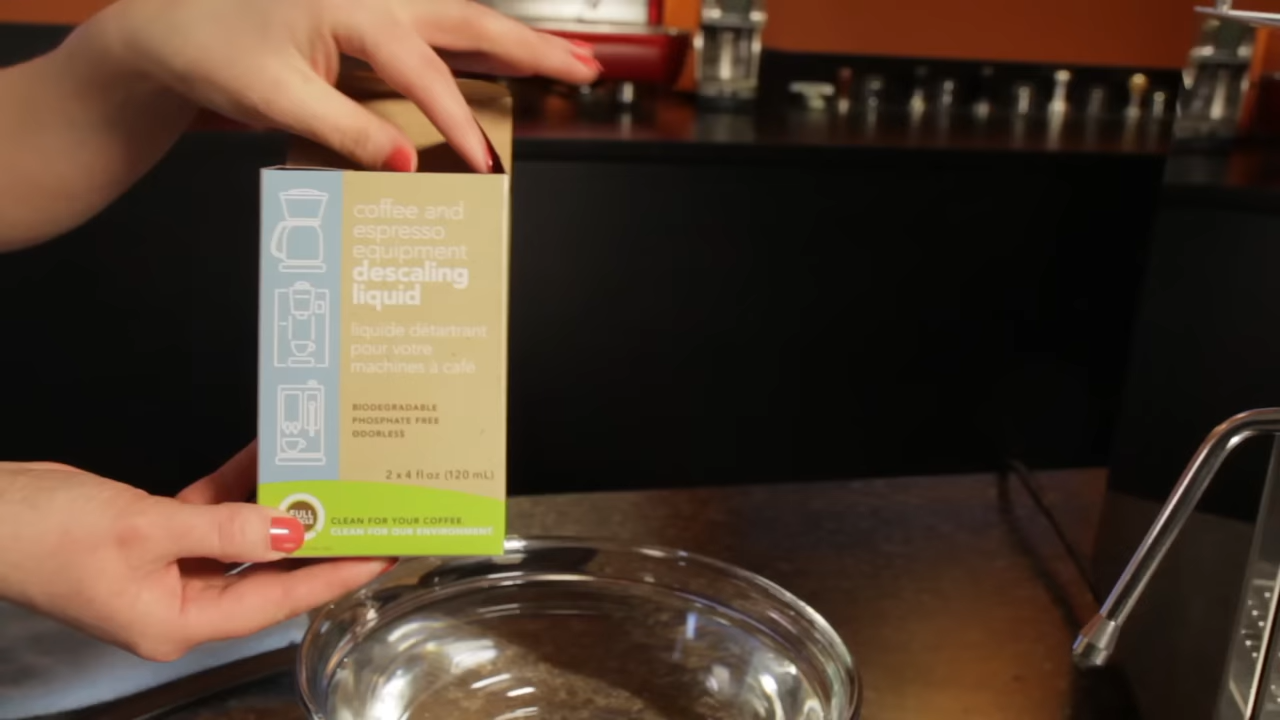 coffee and
espresso
equipment
descaling
liquid
liquide détartrant
pour votre
machines à café
BIODEGRADABLE
PHOSPHATE FREE
ODORLESS
2 x 4 fl oz (120 mL)
FULL
CLEAN FOR YOUR COFFEE.
CLEAN FOR OUR ENVIRONMENT